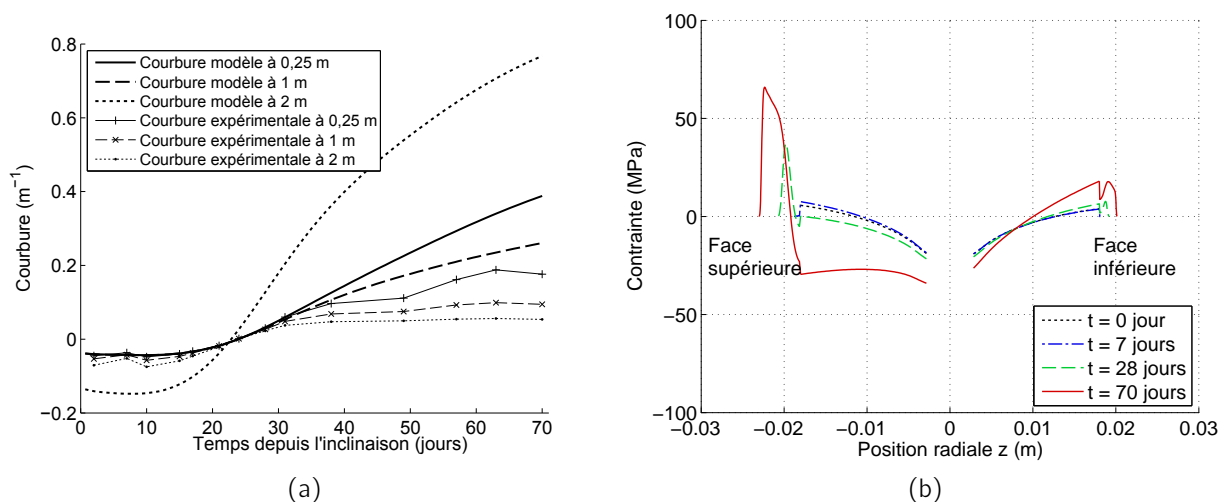 0.8
0.6
0.4
0.2
0
−0.2
Courbure (m−1)
Courbure modèle à 0,25 m
Courbure modèle à 1 m
Courbure modèle à 2 m
Courbure expérimentale à 0,25 m
Courbure expérimentale à 1 m
Courbure expérimentale à 2 m
0 10 20 30 40 50 60 70
Temps depuis l'inclinaison (jours)
(a)
100
50
0
−50
−100
Contrainte (MPa)
Face
supérieure
Face
inférieure
t = 0 jour
t = 7 jours
t = 28 jours
t = 70 jours
−0.03 −0.02 −0.01 0 0.01 0.02 0.03
Position radiale z (m)
(b)